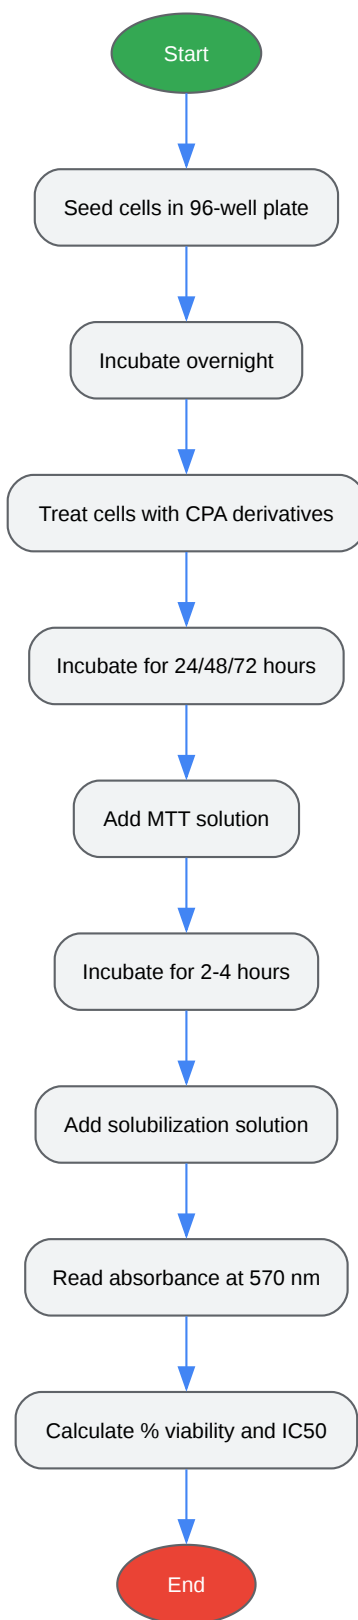 Start
Seed cells in 96-well plate
Incubate overnight
Treat cells with CPA derivatives
Incubate for 24/48/72 hours
Add MTT solution
Incubate for 2-4 hours
Add solubilization solution
Read absorbance at 570 nm
Calculate % viability and IC50
End